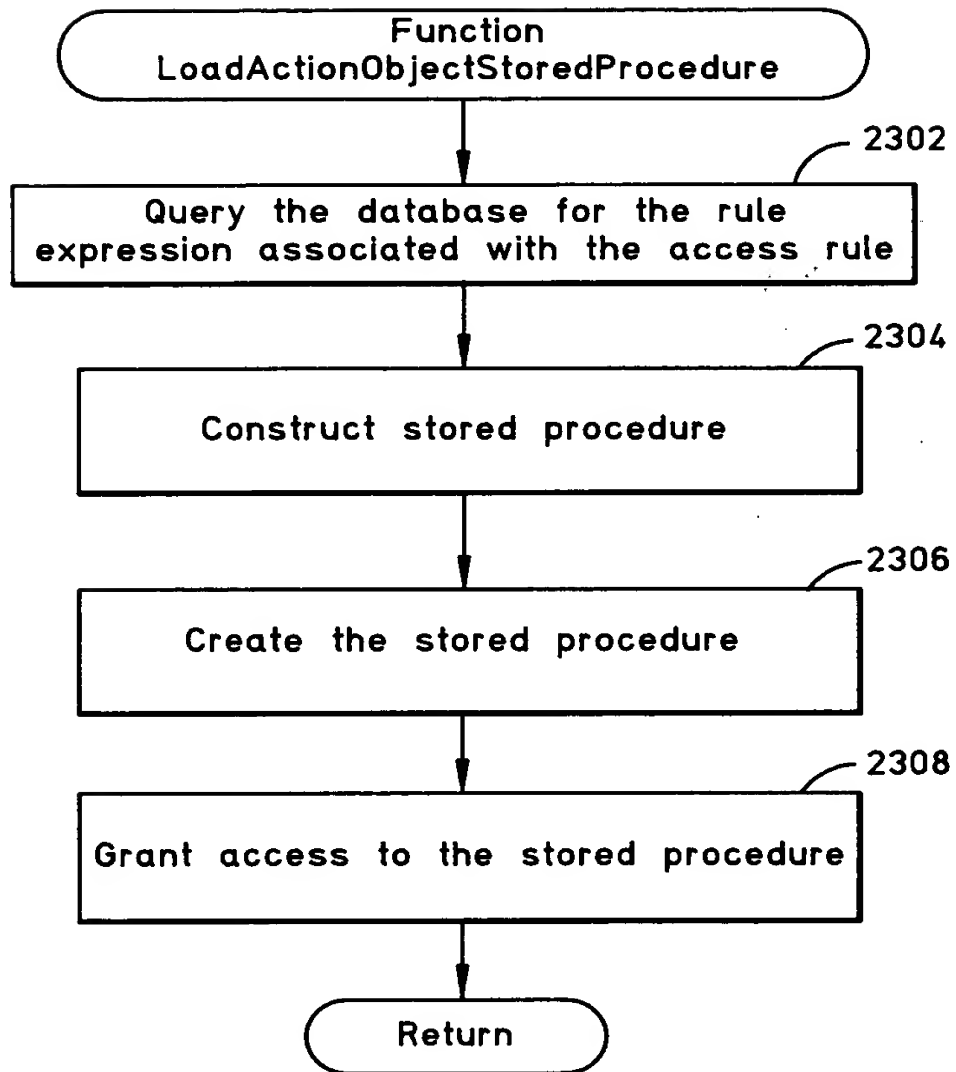 Function
LoadActionObjectStoredProcedure
2302
Query the database for the rule
expression associated with the access rule
2304
Construct stored procedure
2306
Create the stored procedure
2308
Grant access to the stored procedure
Return